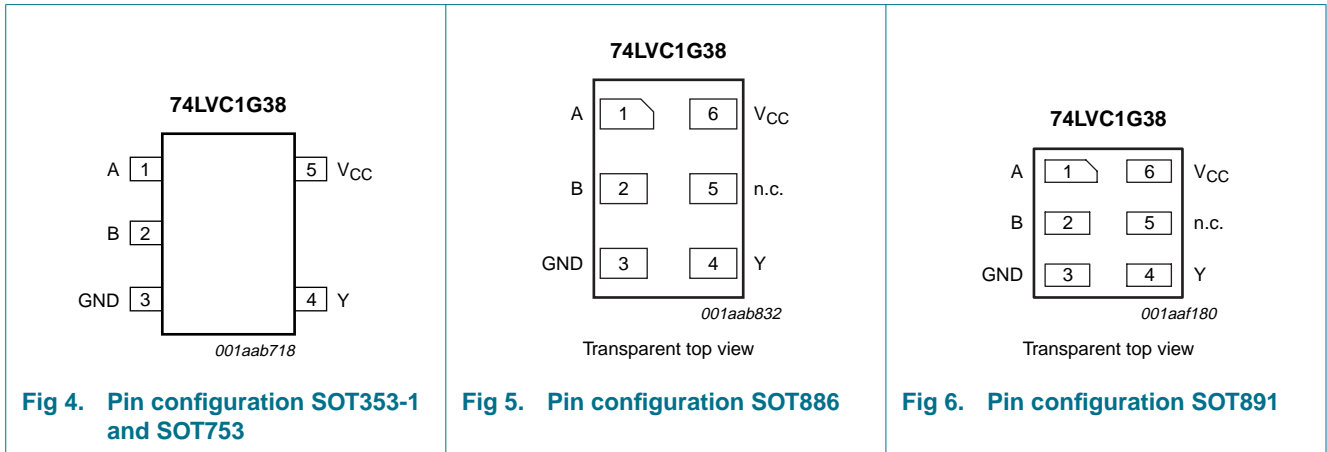 74LVC1G38
A 1 5 VCC
B 2
GND 3 4 Y
001aab718
Fig 4. Pin configuration SOT353-1
and SOT753
74LVC1G38
A 1 6 VCC
B 2 5 n.c.
GND 3 4 Y
001aab832
Transparent top view
Fig 5. Pin configuration SOT886
74LVC1G38
A 1 6 VCC
B 2 5 n.c.
GND 3 4 Y
001aaf180
Transparent top view
Fig 6. Pin configuration SOT891